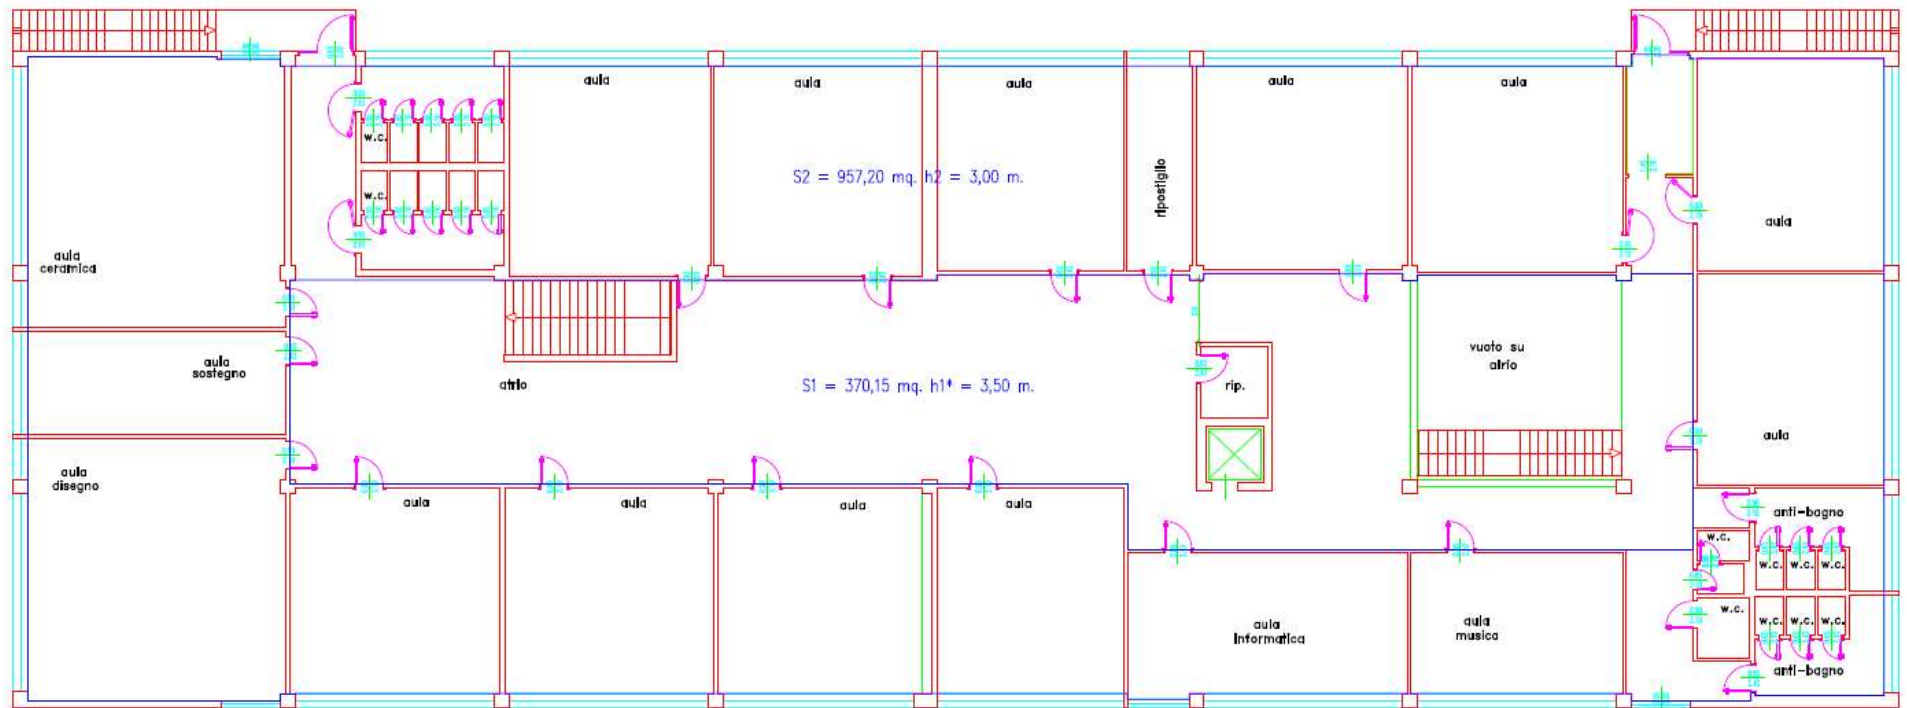 aula
aula
aula
aula
aula
w.c.
w.c.
S2 = 957,20 mq. h2 = 3,00 m.
ripostiglio
aula
aula
ceramica
aula
sostegno
atrio
S1 = 370,15 mq. h1* = 3,50 m.
rip.
vuoto su
atrio
aula
aula
disegno
aula
aula
aula
aula
anti-bagno
w.c.
w.c.
w.c.
w.c.
w.c.
w.c.
w.c.
w.c.
aula
informatica
aula
musica
anti-bagno